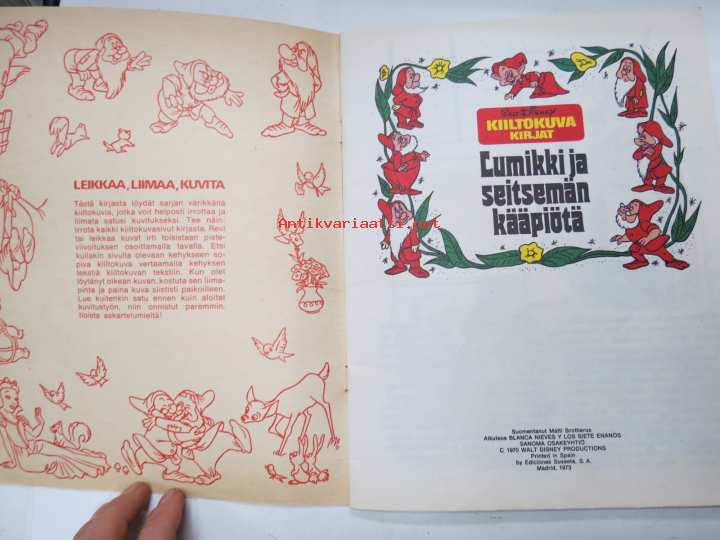 LEIKKAA, LIIMAA, KUVITA
Tästä kirjasta löydät sarjan värikkäitä
kiiltokuvia, jotka voit helposti irrottaa ja
liimata satusi kuvitukseksi. Tee näin:
Irrota kaikki kiiltokuvasivut kirjasta. Revi
tai leikkaa kuvat irti toisistaan piste-
viivoituksen osoittamalla tavalla. Etsi
kullakin sivulla olevaan kehykseen so-
piva kiiltokuva vertaamalla kehyksen
tekstiä kiiltokuvan tekstiin. Kun olet
löytänyt oikean kuvan, kostuta sen liima-
pinta ja paina kuva siististi paikoilleen.
Lue kuitenkin satu ennen kuin aloitat
kuvitustyön, niin onnistut paremmin.
Iloista askartelumieltä!
Antikvariaatti.net
WALT DISNEY
KIILTOKUVA
KIRJAT
Lumikki ja
seitsemän
kääpiötä
Suomentanut Matti Brotherus
Alkuteos BLANCA NIEVES Y LOS SIETE ENANOS
SANOMA OSAKEYHTIÖ
© 1970 WALT DISNEY PRODUCTIONS
Printed in Spain
by Ediciones Susaeta, S. A.
Madrid, 1973